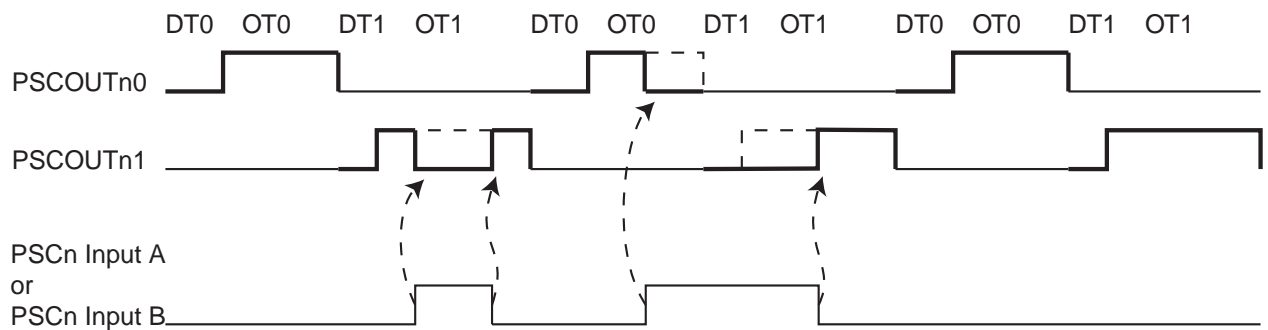 DT0 OT0 DT1 OT1 DT0 OT0 DT1 OT1 DT0 OT0 DT1 OT1
PSCOUTn0
PSCOUTn1
PSCn Input A
or
PSCn Input B